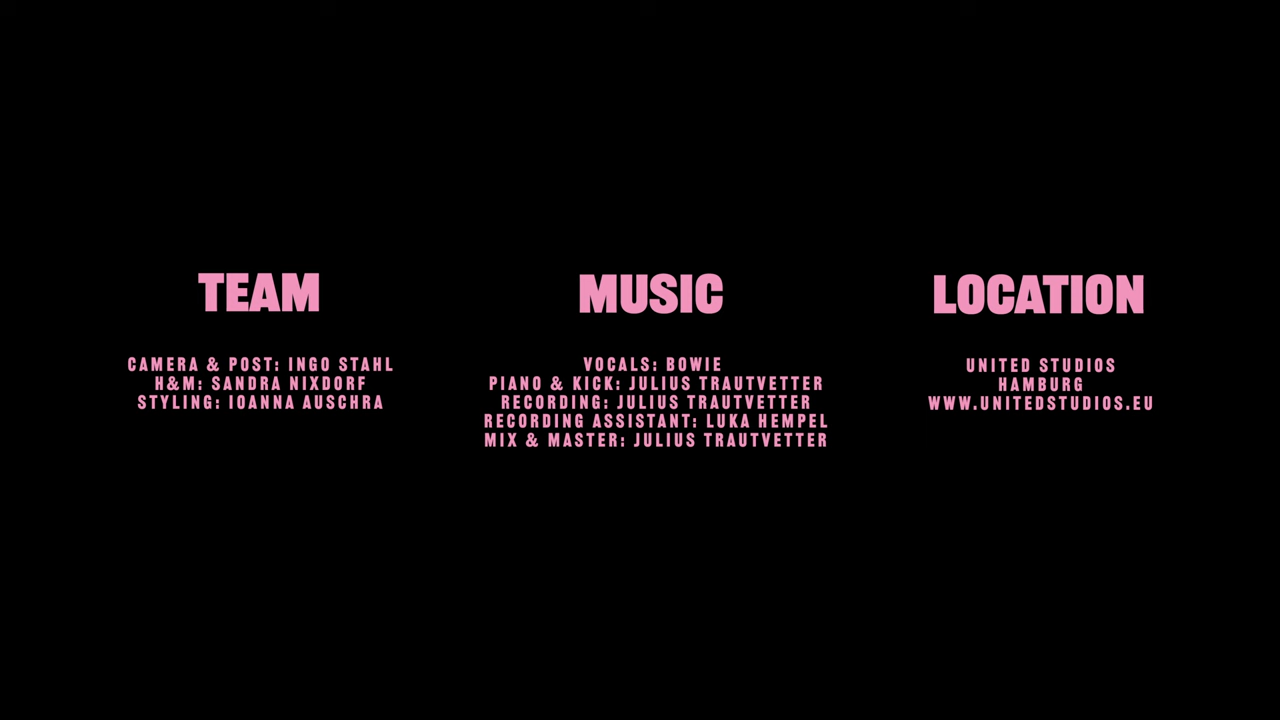 TEAM
CAMERA & POST: INGO STAHL
H&M: SANDRA NIXDORF
STYLING: IOANNA AUSCHRA
MUSIC
VOCALS: BOWIE
PIANO & KICK: JULIUS TRAUTVETTER
RECORDING: JULIUS TRAUTVETTER
RECORDING ASSISTANT: LUKA HEMPEL
MIX & MASTER: JULIUS TRAUTVETTER
LOCATION
UNITED STUDIOS
HAMBURG
WWW.UNITEDSTUDIOS.EU